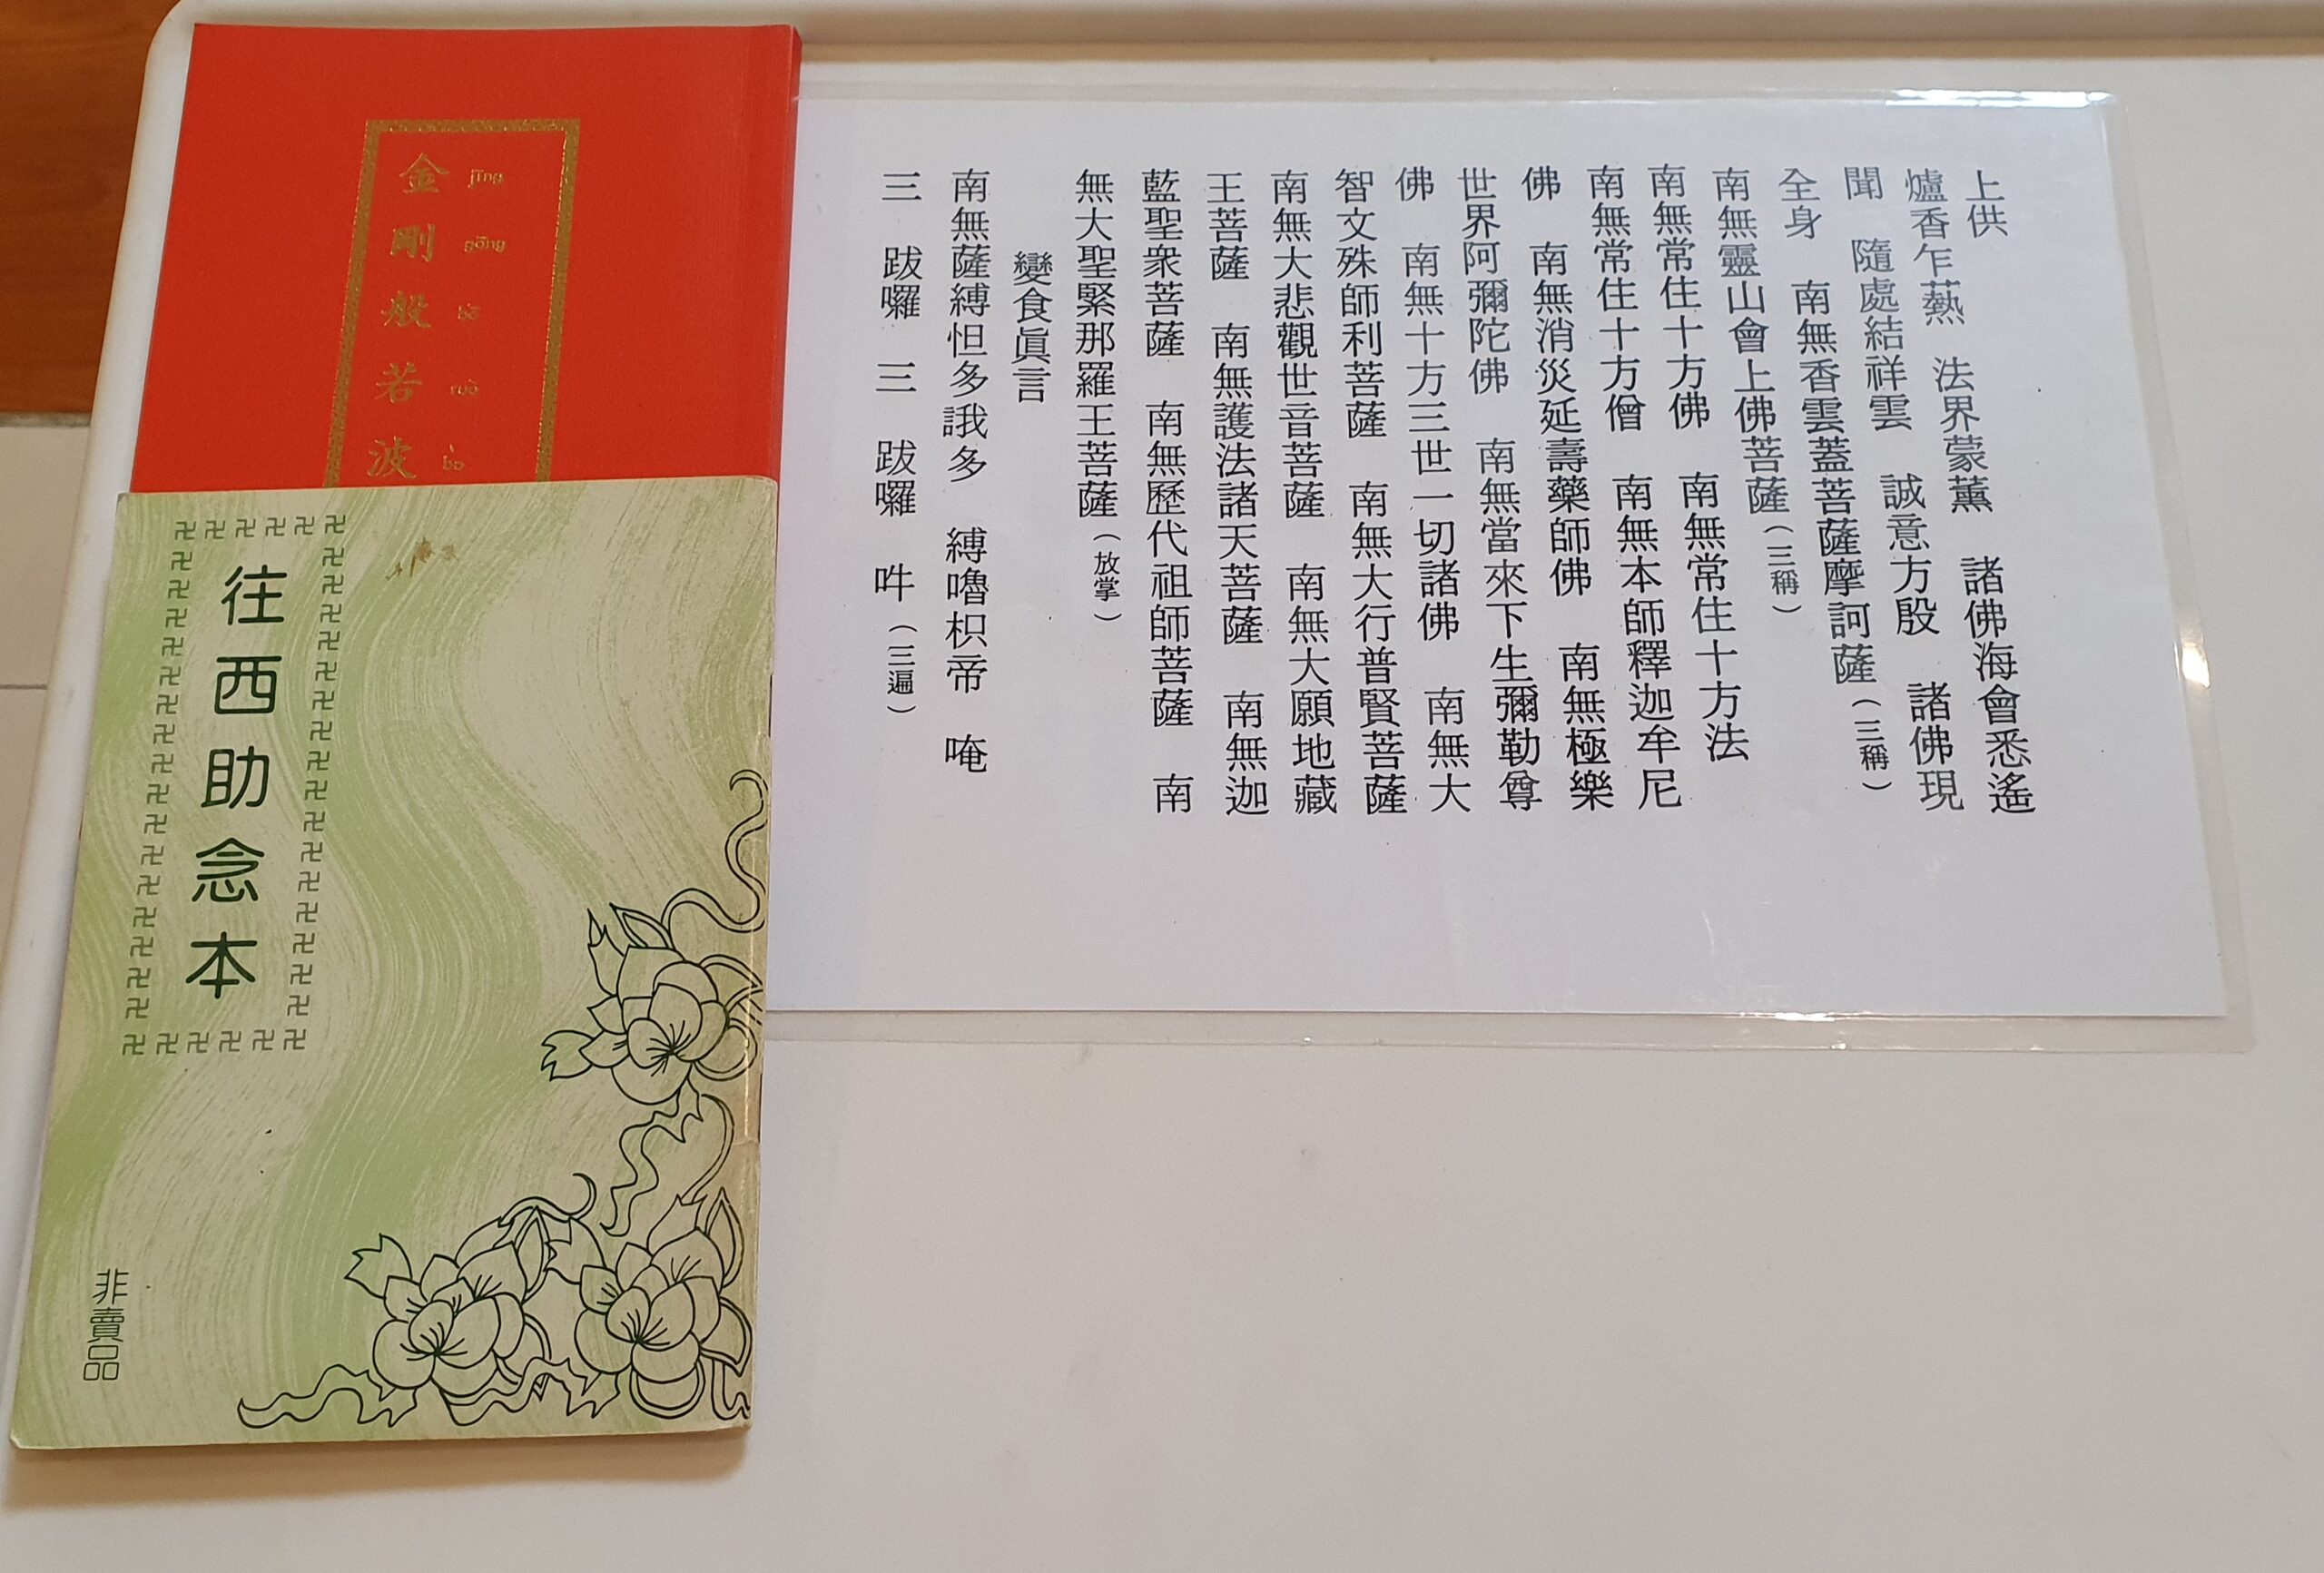 上供
爐香乍爇　法界蒙薰　諸佛海會悉遙
聞　隨處結祥雲　誠意方殷　諸佛現
全身　南無香雲蓋菩薩摩訶薩（三稱）
南無靈山會上佛菩薩（三稱）
南無常住十方佛　南無常住十方法
南無常住十方僧　南無本師釋迦牟尼
佛　南無消災延壽藥師佛　南無極樂
世界阿彌陀佛　南無當來下生彌勒尊
佛　南無十方三世一切諸佛　南無大
智文殊師利菩薩　南無大行普賢菩薩
南無大悲觀世音菩薩　南無大願地藏
王菩薩　南無護法諸天菩薩　南無迦
藍聖衆菩薩　南無歷代祖師菩薩　南
無大聖緊那羅王菩薩（放掌）
變食眞言
南無薩縛怛多誐多　縛嚕枳帝　唵
三　跋囉　三　跋囉　吽（三遍）
金剛般若波
jīng gāng bō ruò bō
往西助念本
非賣品